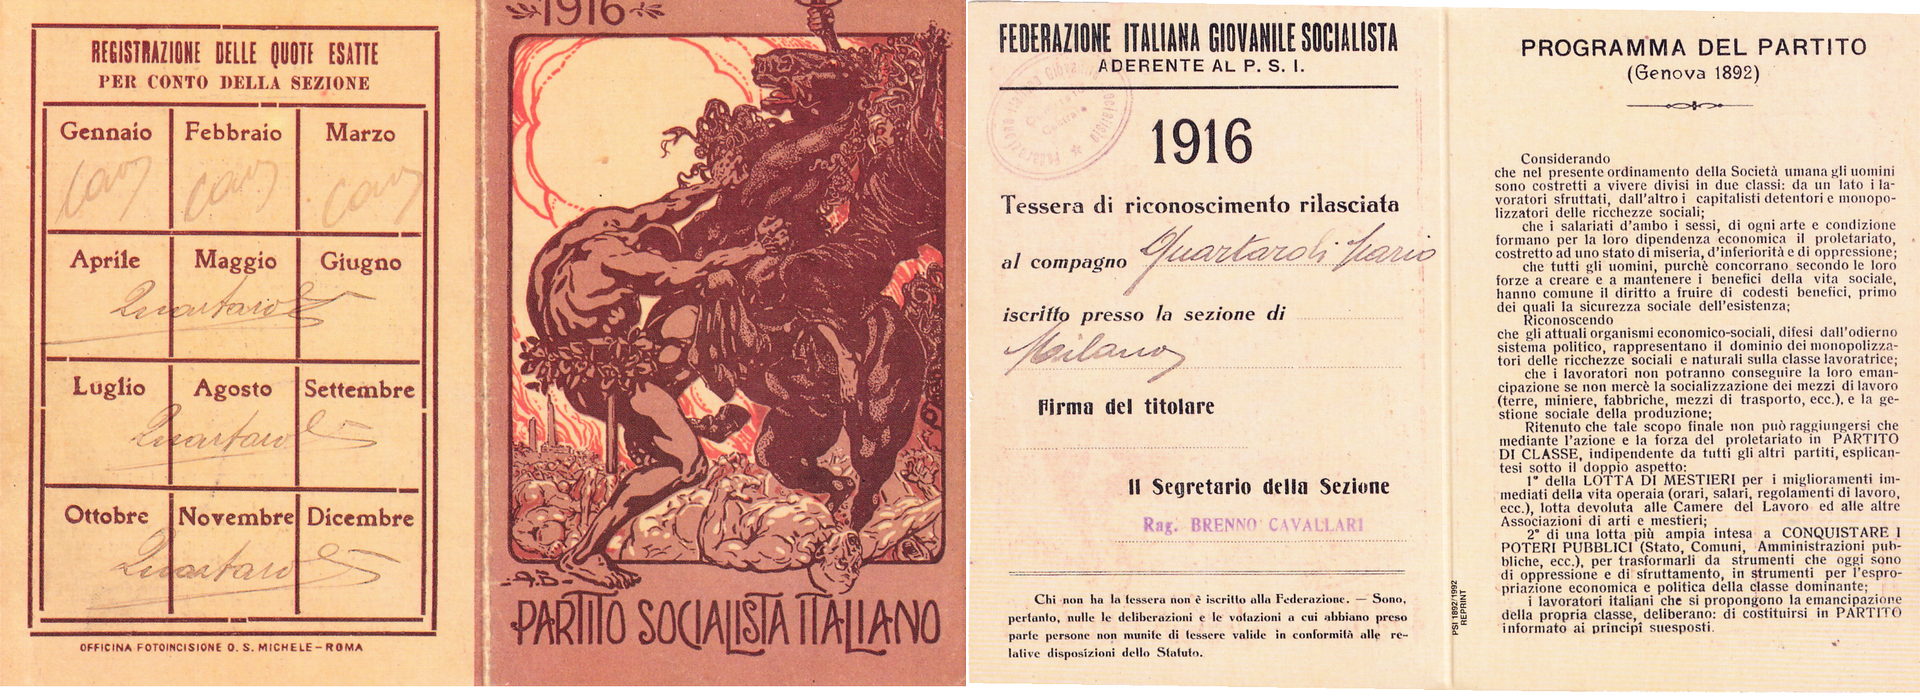 REGISTRAZIONE DELLE QUOTE ESATTE
PER CONTO DELLA SEZIONE
Gennaio Febbraio Marzo
Aprile Maggio Giugno
Quartaroli
Luglio Agosto Settembre
Quartaroli
Ottobre Novembre Dicembre
Quartaroli
OFFICINA FOTOINCISIONE O. S. MICHELE - ROMA
1916
A.B.
PARTITO SOCIALISTA ITALIANO
FEDERAZIONE ITALIANA GIOVANILE SOCIALISTA
ADERENTE AL P. S. I.
1916
Tessera di riconoscimento rilasciata
al compagno Quartaroli Mario
iscritto presso la sezione di
Milano
Firma del titolare
Il Segretario della Sezione
Rag. BRENNO CAVALLARI
Chi non ha la tessera non è iscritto alla Federazione. — Sono,
pertanto, nulle le deliberazioni e le votazioni a cui abbiano preso
parte persone non munite di tessere valide in conformità alle re-
lative disposizioni dello Statuto.
PROGRAMMA DEL PARTITO
(Genova 1892)
Considerando
che nel presente ordinamento della Società umana gli uomini
sono costretti a vivere divisi in due classi: da un lato i la-
voratori sfruttati, dall'altro i capitalisti detentori e monopo-
lizzatori delle ricchezze sociali;
che i salariati d'ambo i sessi, di ogni arte e condizione
formano per la loro dipendenza economica il proletariato,
costretto ad uno stato di miseria, d'inferiorità e di oppressione;
che tutti gli uomini, purchè concorrano secondo le loro
forze a creare e a mantenere i benefici della vita sociale,
hanno comune il diritto a fruire di codesti benefici, primo
dei quali la sicurezza sociale dell'esistenza;
Riconoscendo
che gli attuali organismi economico-sociali, difesi dall'odierno
sistema politico, rappresentano il dominio dei monopolizza-
tori delle ricchezze sociali e naturali sulla classe lavoratrice;
che i lavoratori non potranno conseguire la loro eman-
cipazione se non mercè la socializzazione dei mezzi di lavoro
(terre, miniere, fabbriche, mezzi di trasporto, ecc.), e la ge-
stione sociale della produzione;
Ritenuto che tale scopo finale non può raggiungersi che
mediante l'azione e la forza del proletariato in PARTITO
DI CLASSE, indipendente da tutti gli altri partiti, esplican-
tesi sotto il doppio aspetto:
1° della LOTTA DI MESTIERI per i miglioramenti im-
mediati della vita operaia (orari, salari, regolamenti di lavoro,
ecc.), lotta devoluta alle Camere del Lavoro ed alle altre
Associazioni di arti e mestieri;
2° di una lotta più ampia intesa a CONQUISTARE I
POTERI PUBBLICI (Stato, Comuni, Amministrazioni pub-
bliche, ecc.), per trasformarli da strumenti che oggi sono
di oppressione e di sfruttamento, in strumenti per l'espro-
priazione economica e politica della classe dominante;
i lavoratori italiani che si propongono la emancipazione
della propria classe, deliberano: di costituirsi in PARTITO
informato ai principî suesposti.
PSI 1892/1992
REPRINT